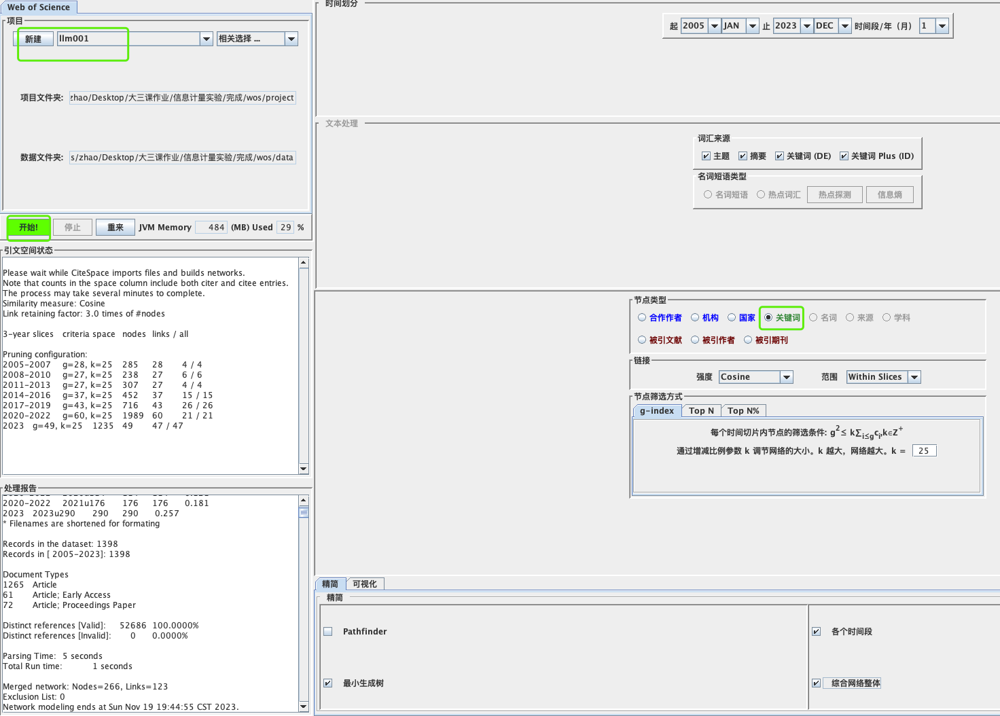 Web of Science
项目
新建 llm001 相关选择 ...
项目文件夹: zhao/Desktop/大三课作业/信息计量实验/完成/wos/project
数据文件夹: s/zhao/Desktop/大三课作业/信息计量实验/完成/wos/data
开始! 停止 重来 JVM Memory 484 (MB) Used 29 %
引文空间状态
Please wait while CiteSpace imports files and builds networks.
Note that counts in the space column include both citer and citee entries.
The process may take several minutes to complete.
Similarity measure: Cosine
Link retaining factor: 3.0 times of #nodes
3-year slices criteria space nodes links / all
Pruning configuration:
2005-2007 g=28, k=25 285 28 4 / 4
2008-2010 g=27, k=25 238 27 6 / 6
2011-2013 g=27, k=25 307 27 4 / 4
2014-2016 g=37, k=25 452 37 15 / 15
2017-2019 g=43, k=25 716 43 26 / 26
2020-2022 g=60, k=25 1989 60 21 / 21
2023 g=49, k=25 1235 49 47 / 47
处理报告
2020-2022 2021u176 176 176 0.181
2023 2023u290 290 290 0.257
* Filenames are shortened for formating
Records in the dataset: 1398
Records in [ 2005-2023]: 1398
Document Types
1265 Article
61 Article; Early Access
72 Article; Proceedings Paper
Distinct references [Valid]: 52686 100.0000%
Distinct references [Invalid]: 0 0.0000%
Parsing Time: 5 seconds
Total Run time: 1 seconds
Merged network: Nodes=266, Links=123
Exclusion List: 0
Network modeling ends at Sun Nov 19 19:44:55 CST 2023.
时间划分
起 2005 JAN 止 2023 DEC 时间段/年（月） 1
文本处理
词汇来源
主题 摘要 关键词 (DE) 关键词 Plus (ID)
名词短语类型
名词短语 热点词汇 热点探测 信息熵
节点类型
合作作者 机构 国家 关键词 名词 来源 学科
被引文献 被引作者 被引期刊
链接
强度 Cosine 范围 Within Slices
节点筛选方式
g-index Top N Top N%
每个时间切片内节点的筛选条件: g2≤ k∑i≤gci,k∈Z+
通过增减比例参数 k 调节网络的大小。k 越大，网络越大。k = 25
精简 可视化
精简
Pathfinder 各个时间段
最小生成树 综合网络整体